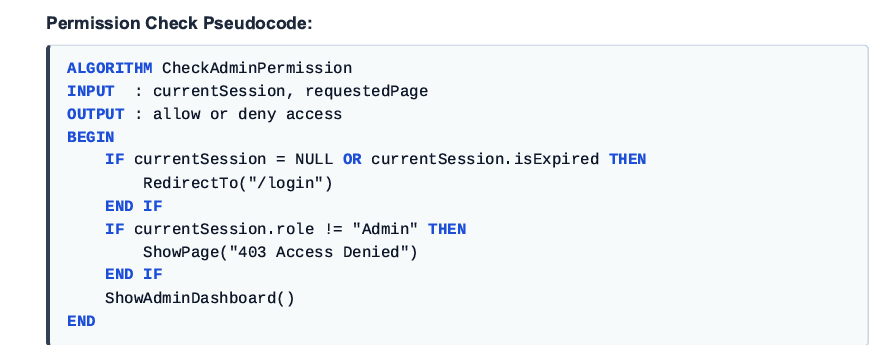 Permission Check Pseudocode:
ALGORITHM CheckAdminPermission
INPUT  : currentSession, requestedPage
OUTPUT : allow or deny access
BEGIN
    IF currentSession = NULL OR currentSession.isExpired THEN
        RedirectTo("/login")
    END IF
    IF currentSession.role != "Admin" THEN
        ShowPage("403 Access Denied")
    END IF
    ShowAdminDashboard()
END